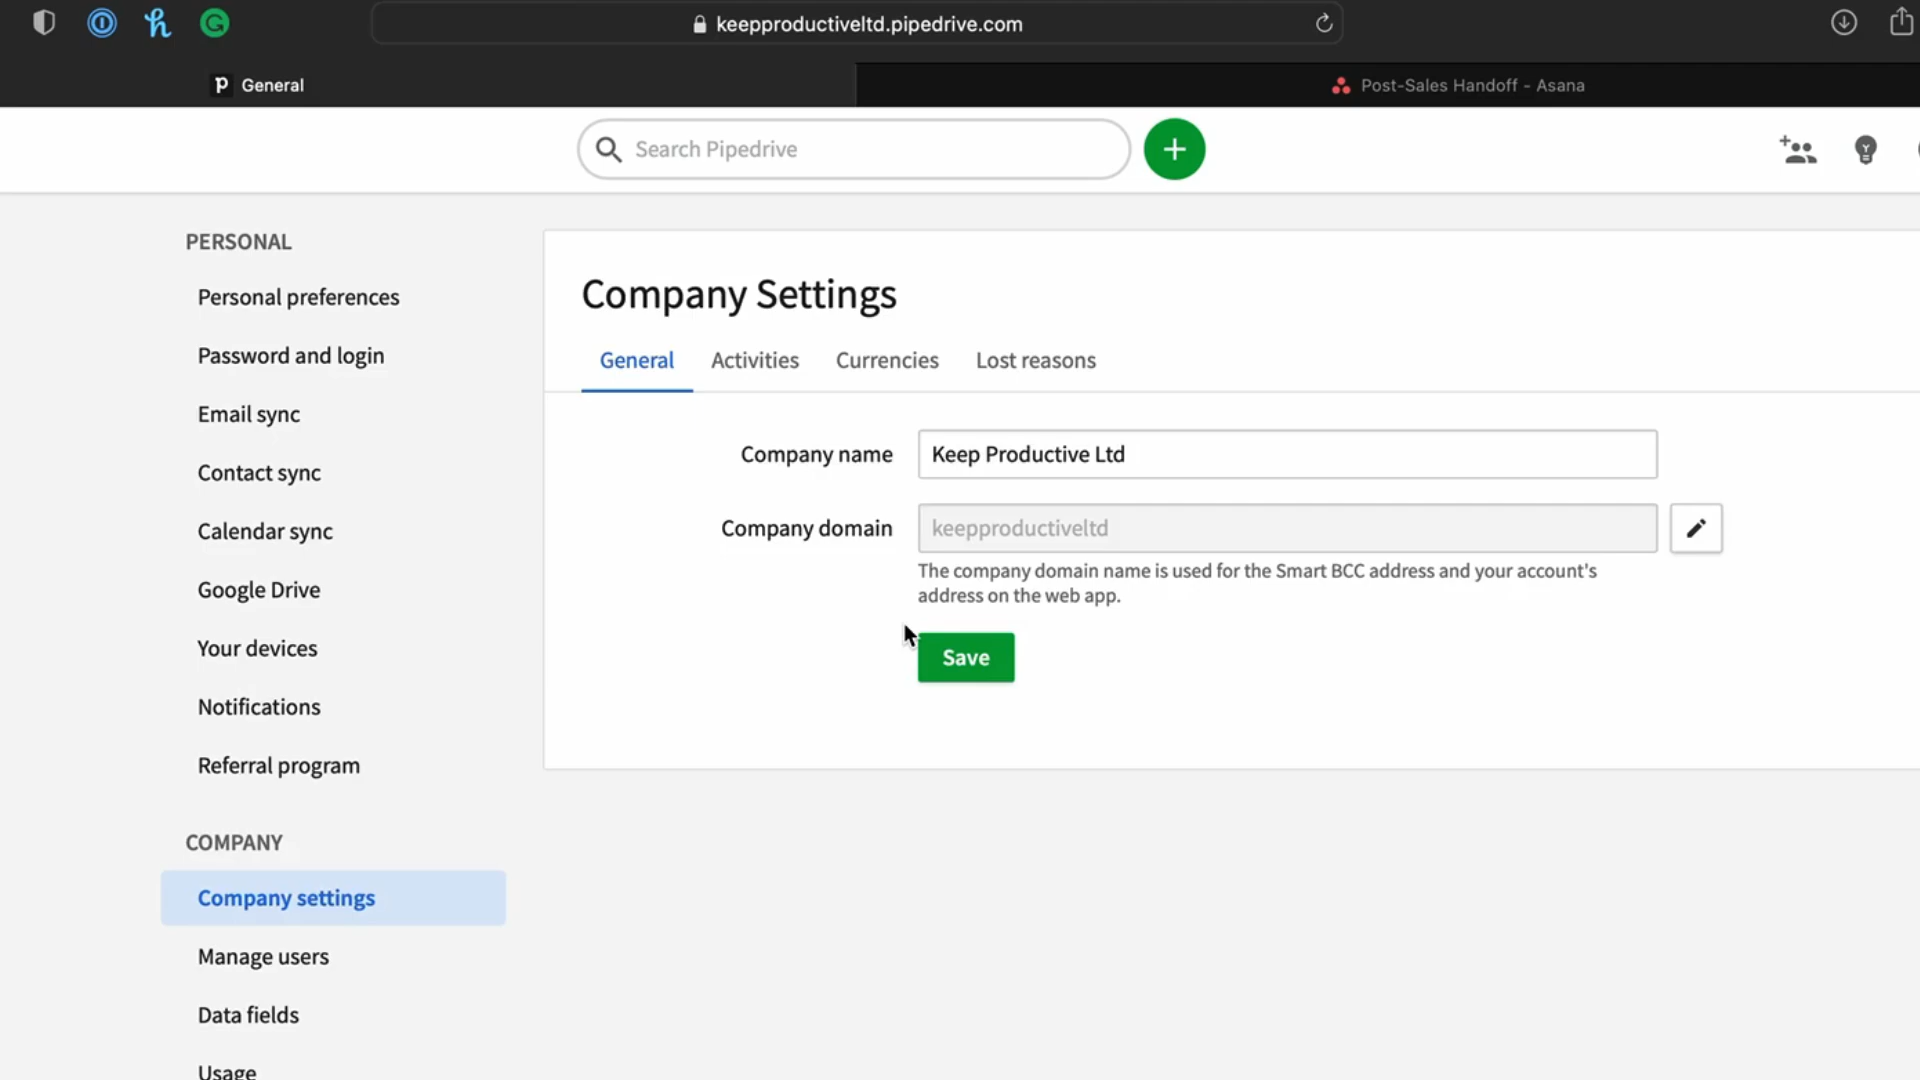 keepproductiveltd.pipedrive.com
General
Post-Sales Handoff - Asana
Search Pipedrive
PERSONAL
Personal preferences
Password and login
Email sync
Contact sync
Calendar sync
Google Drive
Your devices
Notifications
Referral program
COMPANY
Company settings
Manage users
Data fields
Usage
Company Settings
General Activities Currencies Lost reasons
Company name Keep Productive Ltd
Company domain keepproductiveltd
The company domain name is used for the Smart BCC address and your account's
address on the web app.
Save